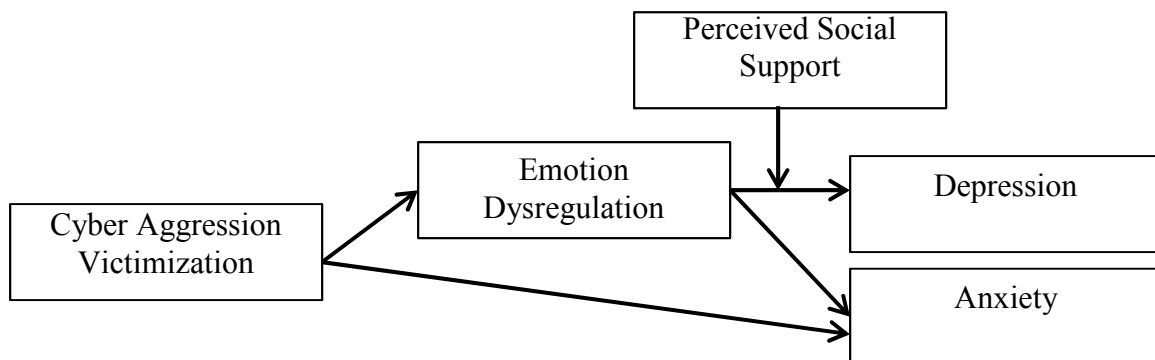 Perceived Social
Support
Emotion
Dysregulation
Depression
Cyber Aggression
Victimization
Anxiety